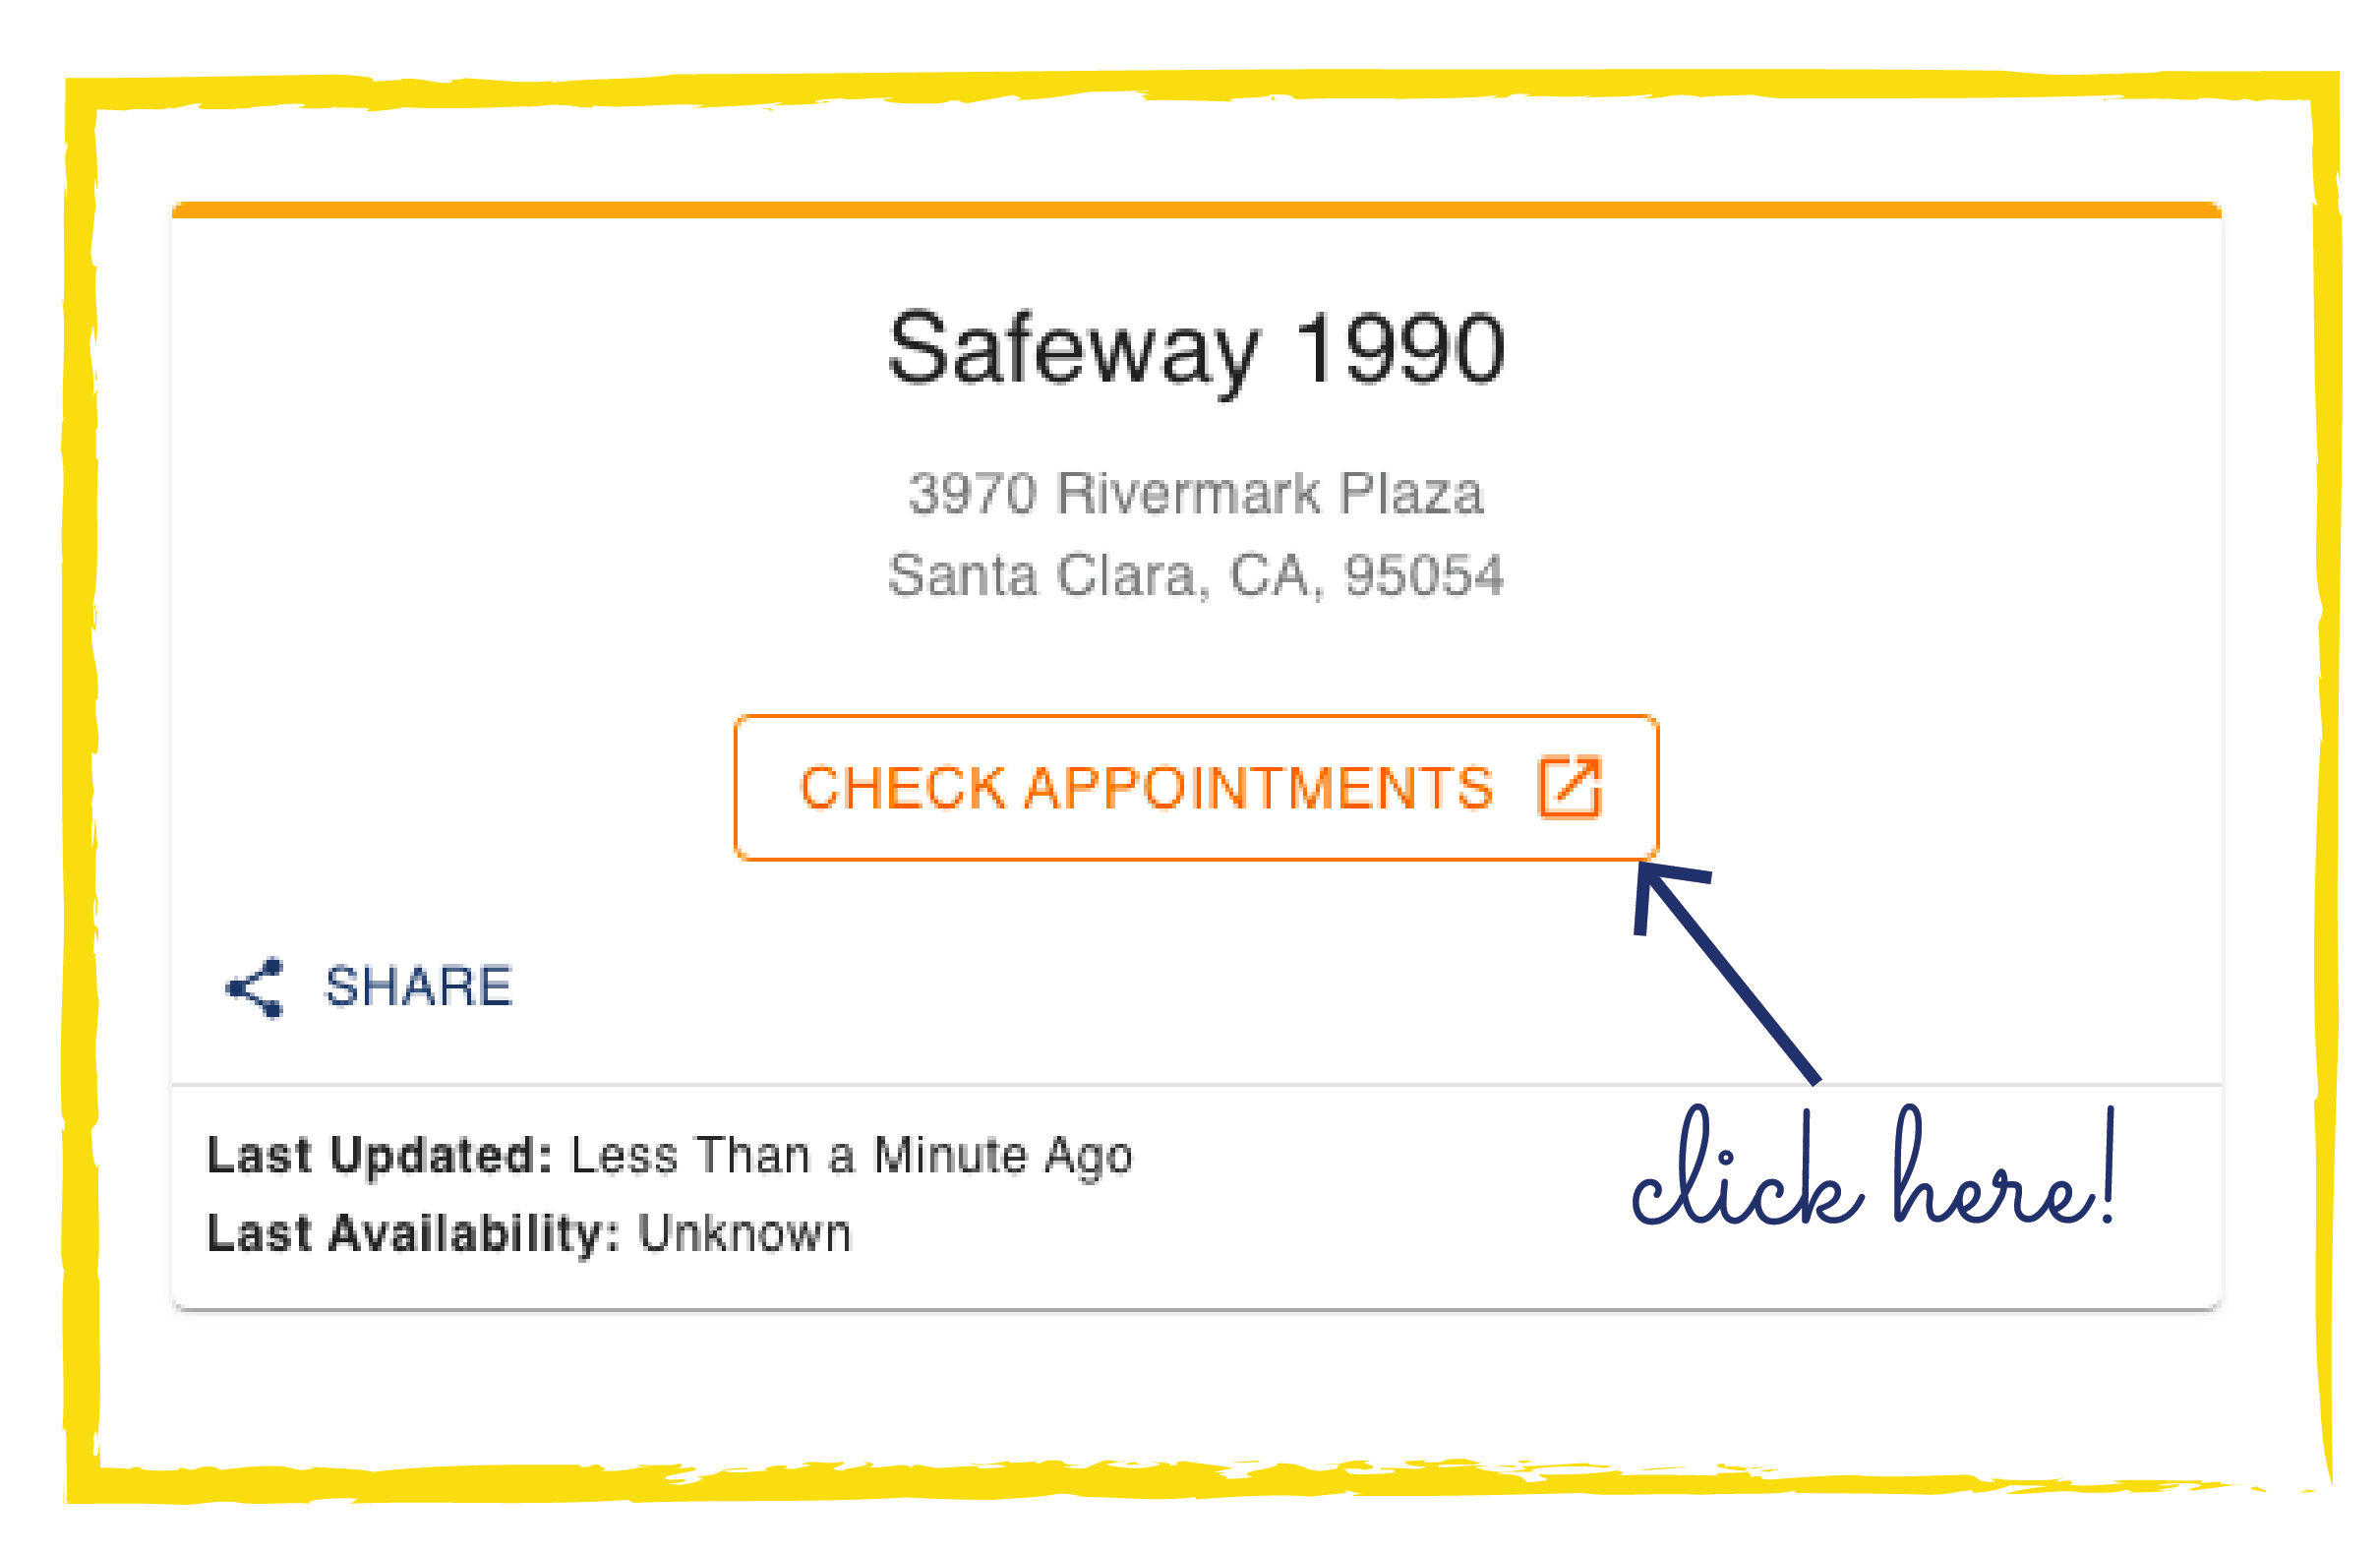 Safeway 1990
3970 Rivermark Plaza
Santa Clara, CA, 95054
CHECK APPOINTMENTS
SHARE
Last Updated: Less Than a Minute Ago
Last Availability: Unknown
click here!